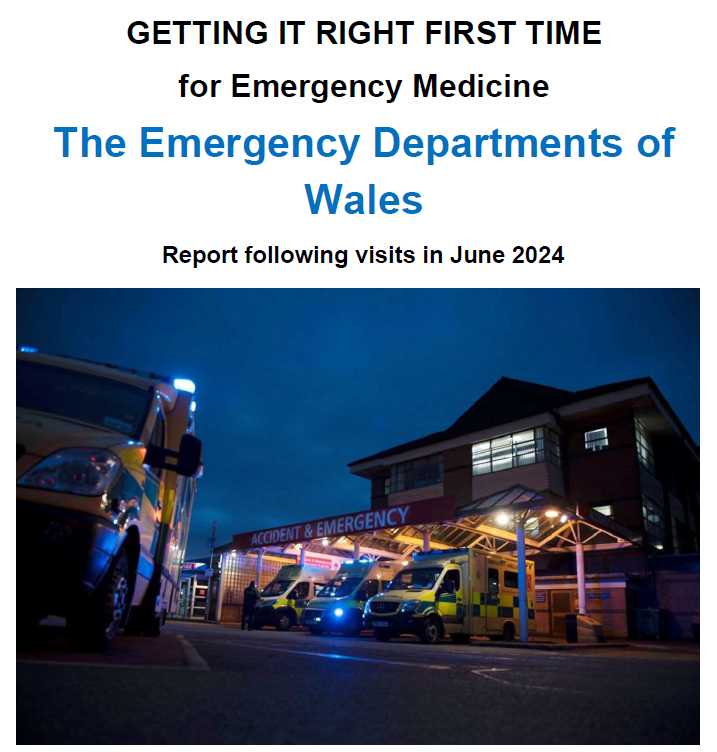 GETTING IT RIGHT FIRST TIME
for Emergency Medicine
The Emergency Departments of
Wales
Report following visits in June 2024
ACCIDENT & EMERGENCY